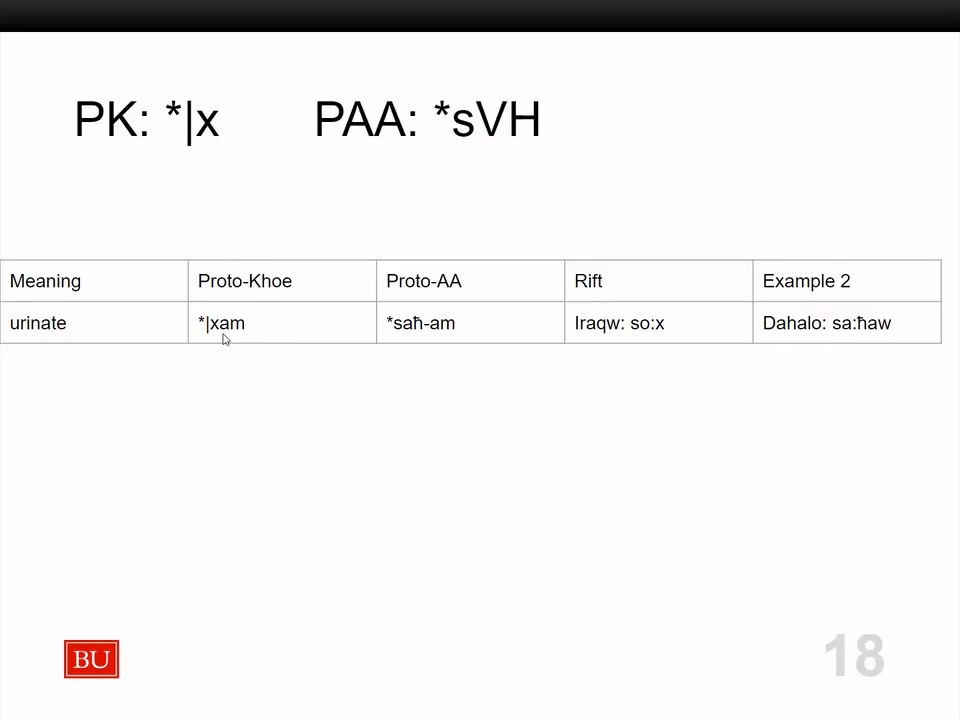 PK: *|x PAA: *sVH
Meaning Proto-Khoe Proto-AA Rift Example 2
urinate *|xam *saħ-am Iraqw: so:x Dahalo: sa:ħaw
BU 18